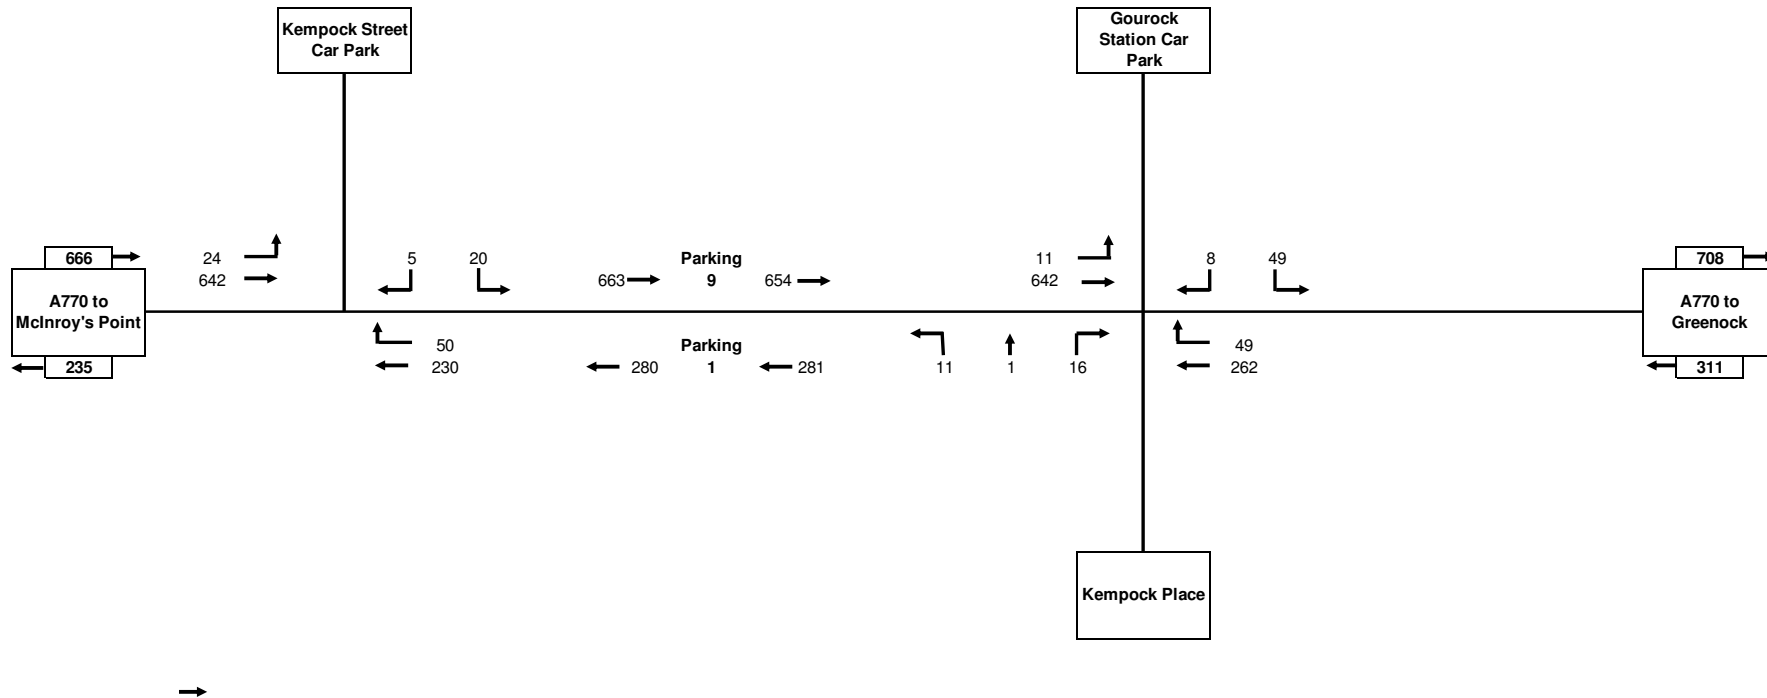 Kempock Street
Car Park
Gourock
Station Car
Park
666
24
5
20
Parking
11
8
49
708
642
663
9
654
642
A770 to
McInroy's Point
A770 to
Greenock
50
Parking
49
235
230
280
1
281
11
1
16
262
311
Kempock Place